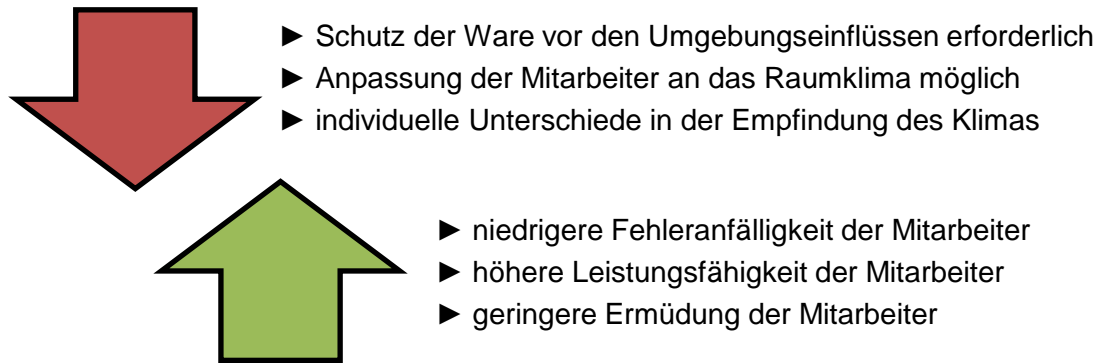 ► Schutz der Ware vor den Umgebungseinflüssen erforderlich
► Anpassung der Mitarbeiter an das Raumklima möglich
► individuelle Unterschiede in der Empfindung des Klimas
► niedrigere Fehleranfälligkeit der Mitarbeiter
► höhere Leistungsfähigkeit der Mitarbeiter
► geringere Ermüdung der Mitarbeiter